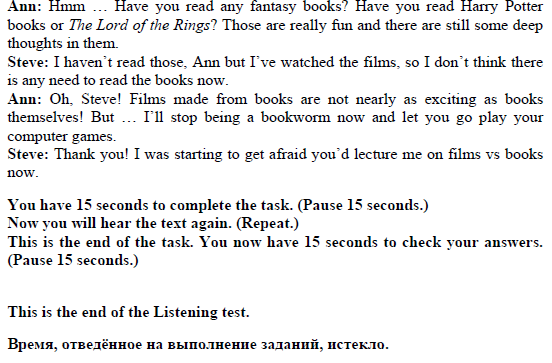 Ann: Hmm … Have you read any fantasy books? Have you read Harry Potter
books or The Lord of the Rings? Those are really fun and there are still some deep
thoughts in them.
Steve: I haven’t read those, Ann but I’ve watched the films, so I don’t think there
is any need to read the books now.
Ann: Oh, Steve! Films made from books are not nearly as exciting as books
themselves! But … I’ll stop being a bookworm now and let you go play your
computer games.
Steve: Thank you! I was starting to get afraid you’d lecture me on films vs books
now.
You have 15 seconds to complete the task. (Pause 15 seconds.)
Now you will hear the text again. (Repeat.)
This is the end of the task. You now have 15 seconds to check your answers.
(Pause 15 seconds.)
This is the end of the Listening test.
Время, отведённое на выполнение заданий, истекло.